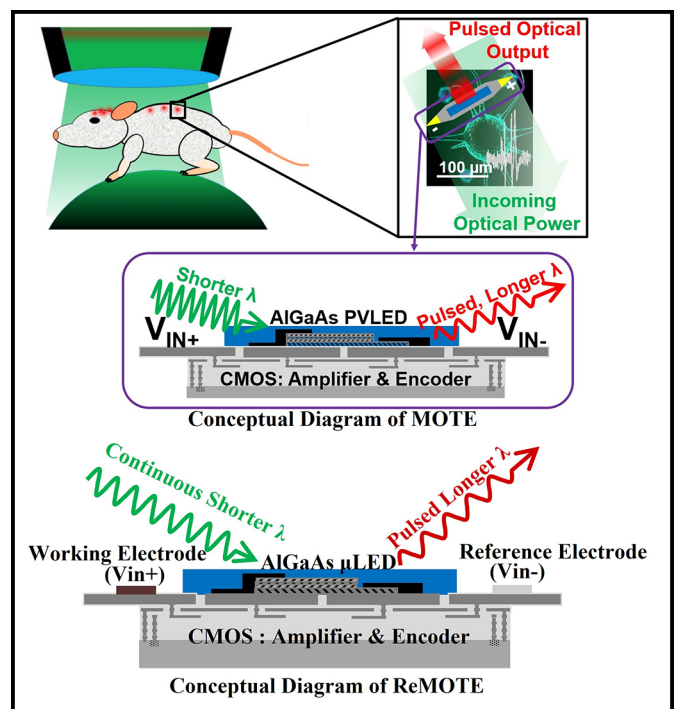 Pulsed Optical
Output
+
-
100 µm
Incoming
Optical Power
Shorter λ
Pulsed, Longer λ
AlGaAs PVLED
VIN+
VIN-
CMOS: Amplifier & Encoder
Conceptual Diagram of MOTE
Continuous Shorter λ
Pulsed Longer λ
AlGaAs µLED
Working Electrode
(Vin+)
Reference Electrode
(Vin-)
CMOS : Amplifier & Encoder
Conceptual Diagram of ReMOTE